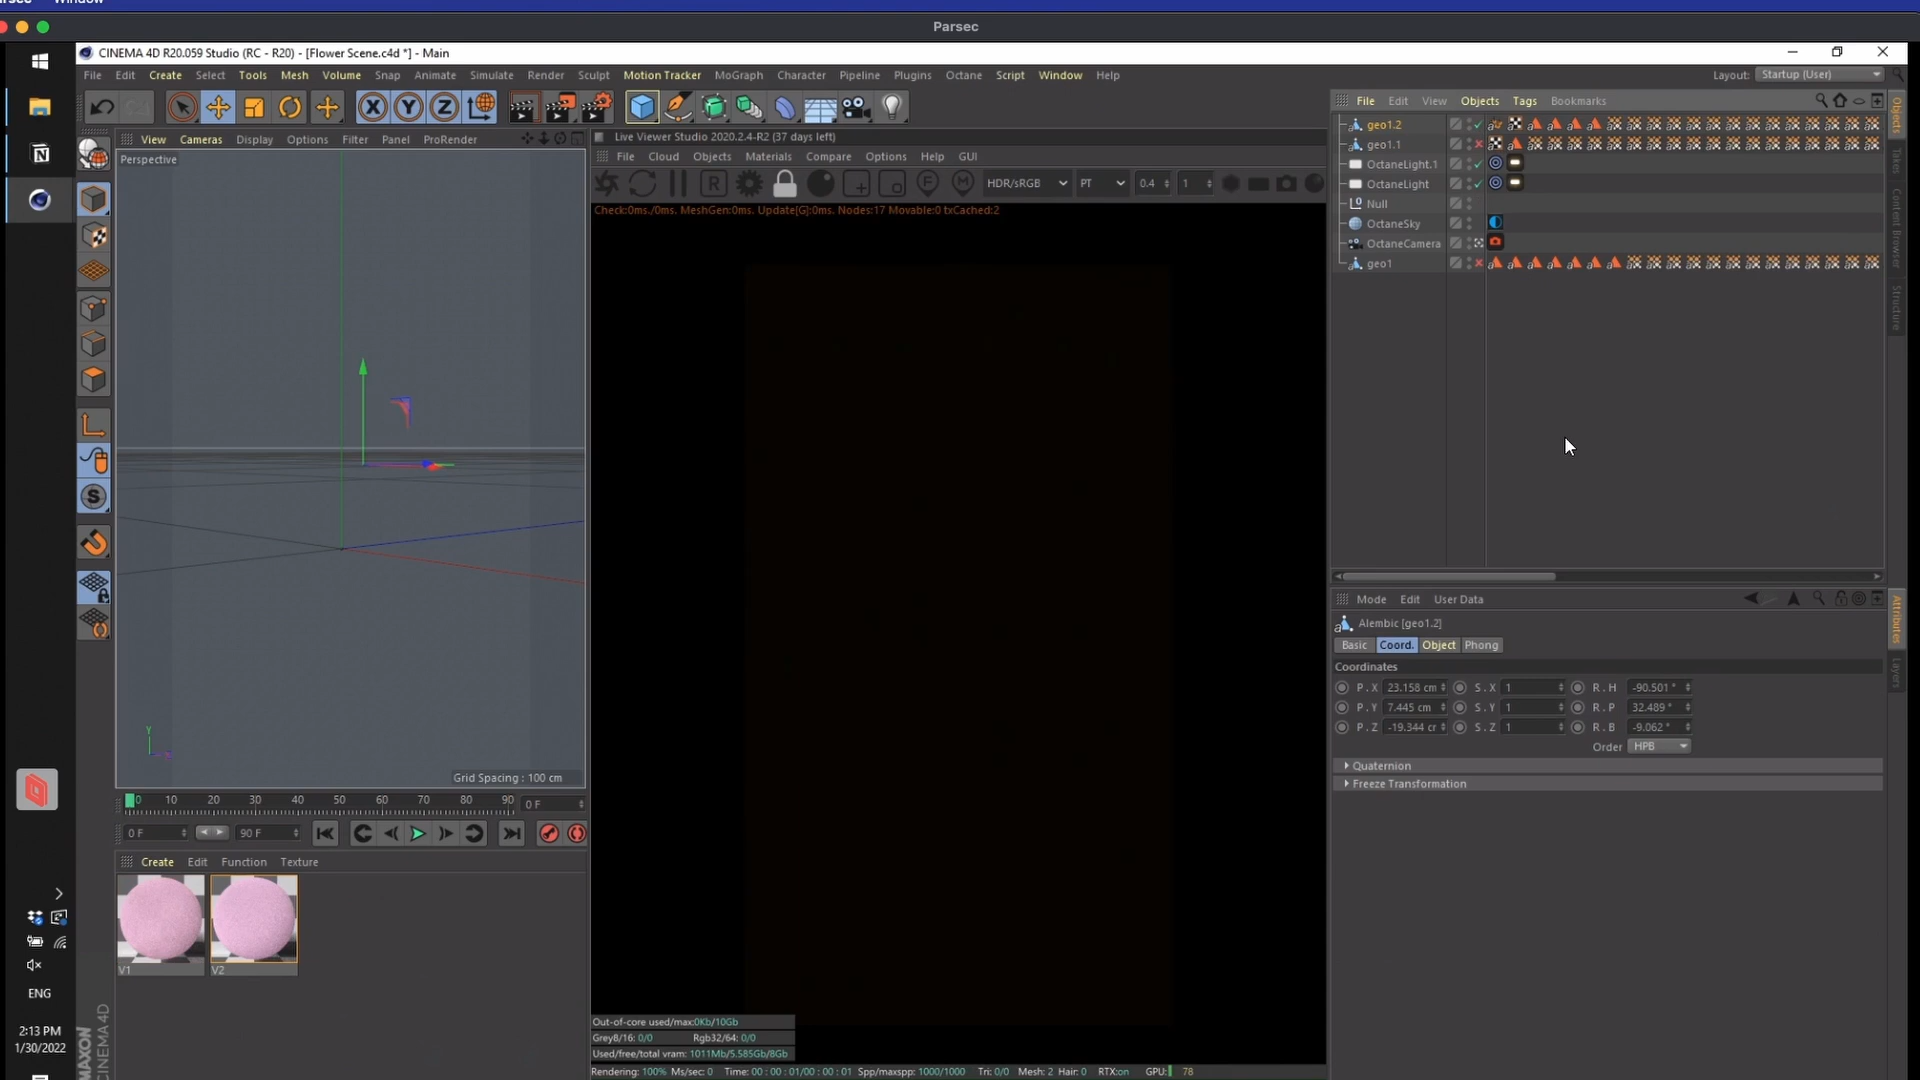 Window
Parsec
CINEMA 4D R20.059 Studio (RC - R20) - [Flower Scene.c4d *] - Main
File Edit Create Select Tools Mesh Volume Snap Animate Simulate Render Sculpt Motion Tracker MoGraph Character Pipeline Plugins Octane Script Window Help
Layout: Startup (User)
View Cameras Display Options Filter Panel ProRender
Perspective
Live Viewer Studio 2020.2.4-R2 (37 days left)
File Cloud Objects Materials Compare Options Help GUI
HDR/sRGB PT 0.4 1
Check:0ms./0ms. MeshGen:0ms. Update[G]:0ms. Nodes:17 Movable:0 txCached:2
File Edit View Objects Tags Bookmarks
geo1.2
geo1.1
OctaneLight.1
OctaneLight
Null
OctaneSky
OctaneCamera
geo1
Objects
Takes
Content Browser
Structure
Mode Edit User Data
Alembic [geo1.2]
Basic Coord. Object Phong
Coordinates
P . X 23.158 cm S . X 1 R . H -90.501 °
P . Y 7.445 cm S . Y 1 R . P 32.489 °
P . Z -19.344 cr S . Z 1 R . B -9.062 °
Order HPB
Quaternion
Freeze Transformation
Attributes
Layers
Y
Grid Spacing : 100 cm
0 10 20 30 40 50 60 70 80 90 0 F
0 F 90 F
Create Edit Function Texture
V1 V2
ENG
2:13 PM
1/30/2022
MAXON
CINEMA 4D
Out-of-core used/max:0Kb/10Gb
Grey8/16: 0/0 Rgb32/64: 0/0
Used/free/total vram: 1011Mb/5.585Gb/8Gb
Rendering: 100% Ms/sec: 0 Time: 00 : 00 : 01/00 : 00 : 01 Spp/maxspp: 1000/1000 Tri: 0/0 Mesh: 2 Hair: 0 RTX:on GPU: 78